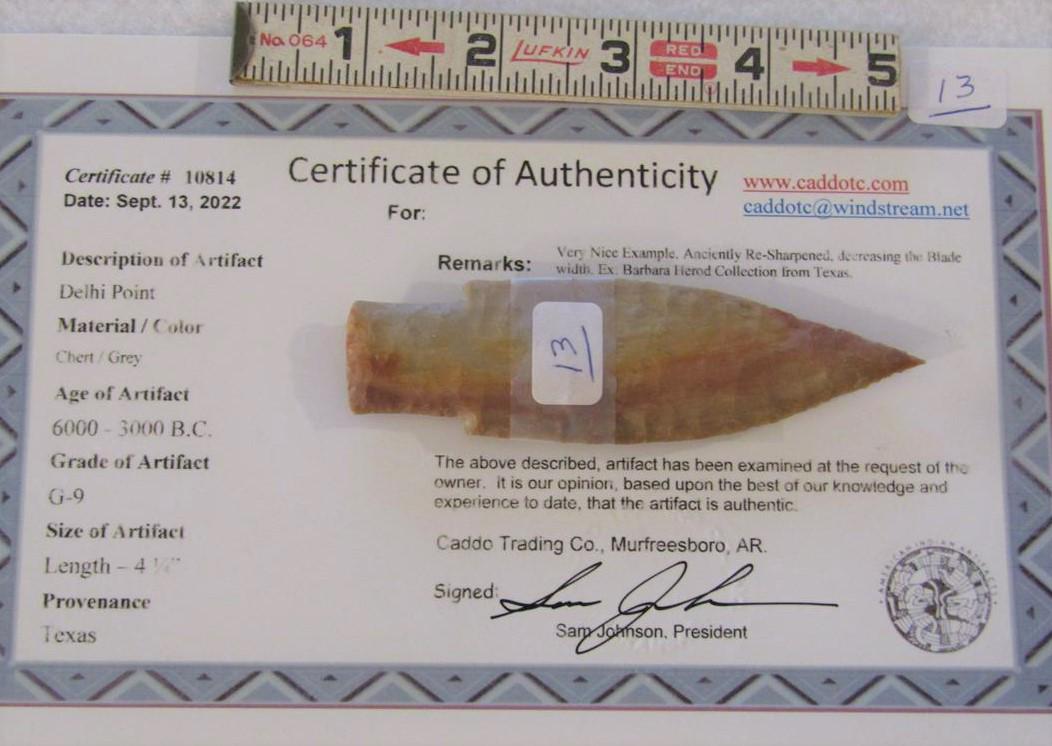 No 064 1 2 LUFKIN 3 RED END 4 5
13
Certificate # 10814
Date: Sept. 13, 2022
Certificate of Authenticity
For:
www.caddotc.com
caddotc@windstream.net
Description of Artifact
Delhi Point
Material / Color
Chert / Grey
Age of Artifact
6000 - 3000 B.C.
Grade of Artifact
G-9
Size of Artifact
Length – 4
Provenance
Texas
Remarks: Very Nice Example. Anciently Re-Sharpened, decreasing the Blade
width. Ex: Barbara Herod Collection from Texas.
13
The above described, artifact has been examined at the request of the
owner. It is our opinion, based upon the best of our knowledge and
experience to date, that the artifact is authentic.
Caddo Trading Co., Murfreesboro, AR.
Signed:
Sam Johnson, President
AMERICAN INDIAN ARTIFACTS